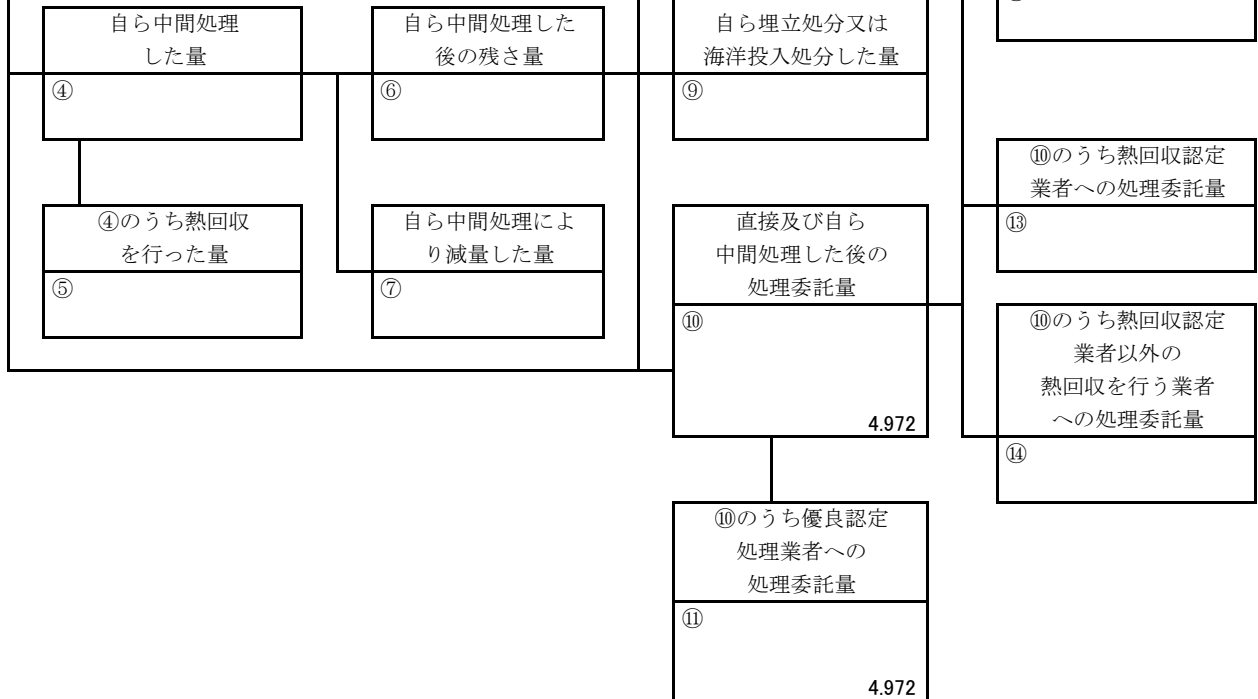 自ら中間処理
した量
④
自ら中間処理した
後の残さ量
⑥
自ら埋立処分又は
海洋投入処分した量
⑨
④のうち熱回収
を行った量
⑤
自ら中間処理によ
り減量した量
⑦
直接及び自ら
中間処理した後の
処理委託量
⑩
4.972
⑩のうち熱回収認定
業者への処理委託量
⑬
⑩のうち熱回収認定
業者以外の
熱回収を行う業者
への処理委託量
⑭
⑩のうち優良認定
処理業者への
処理委託量
⑪
4.972